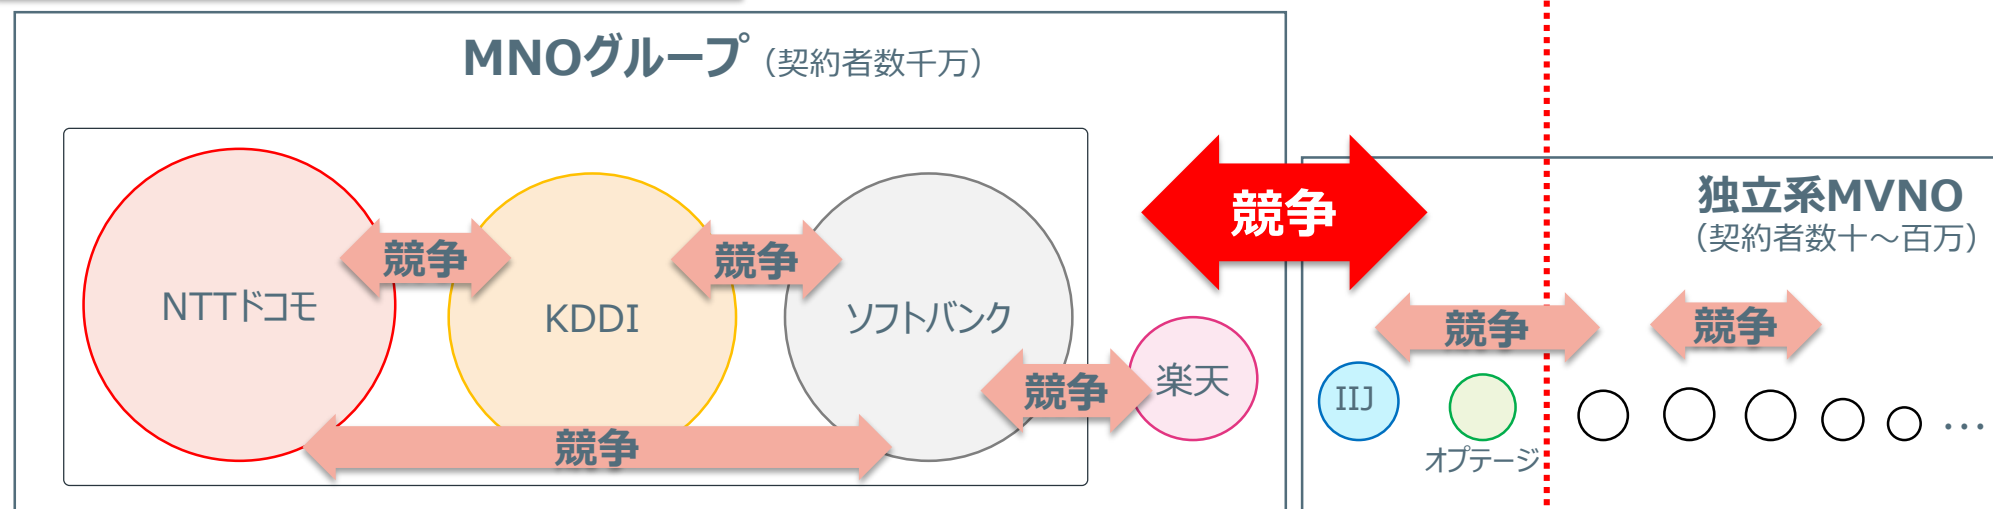 MNOグループ（契約者数千万）
競争
独立系MVNO
（契約者数十～百万）
競争
競争
NTTドコモ
KDDI
ソフトバンク
競争
競争
競争
楽天
競争
IIJ
オプテージ
…